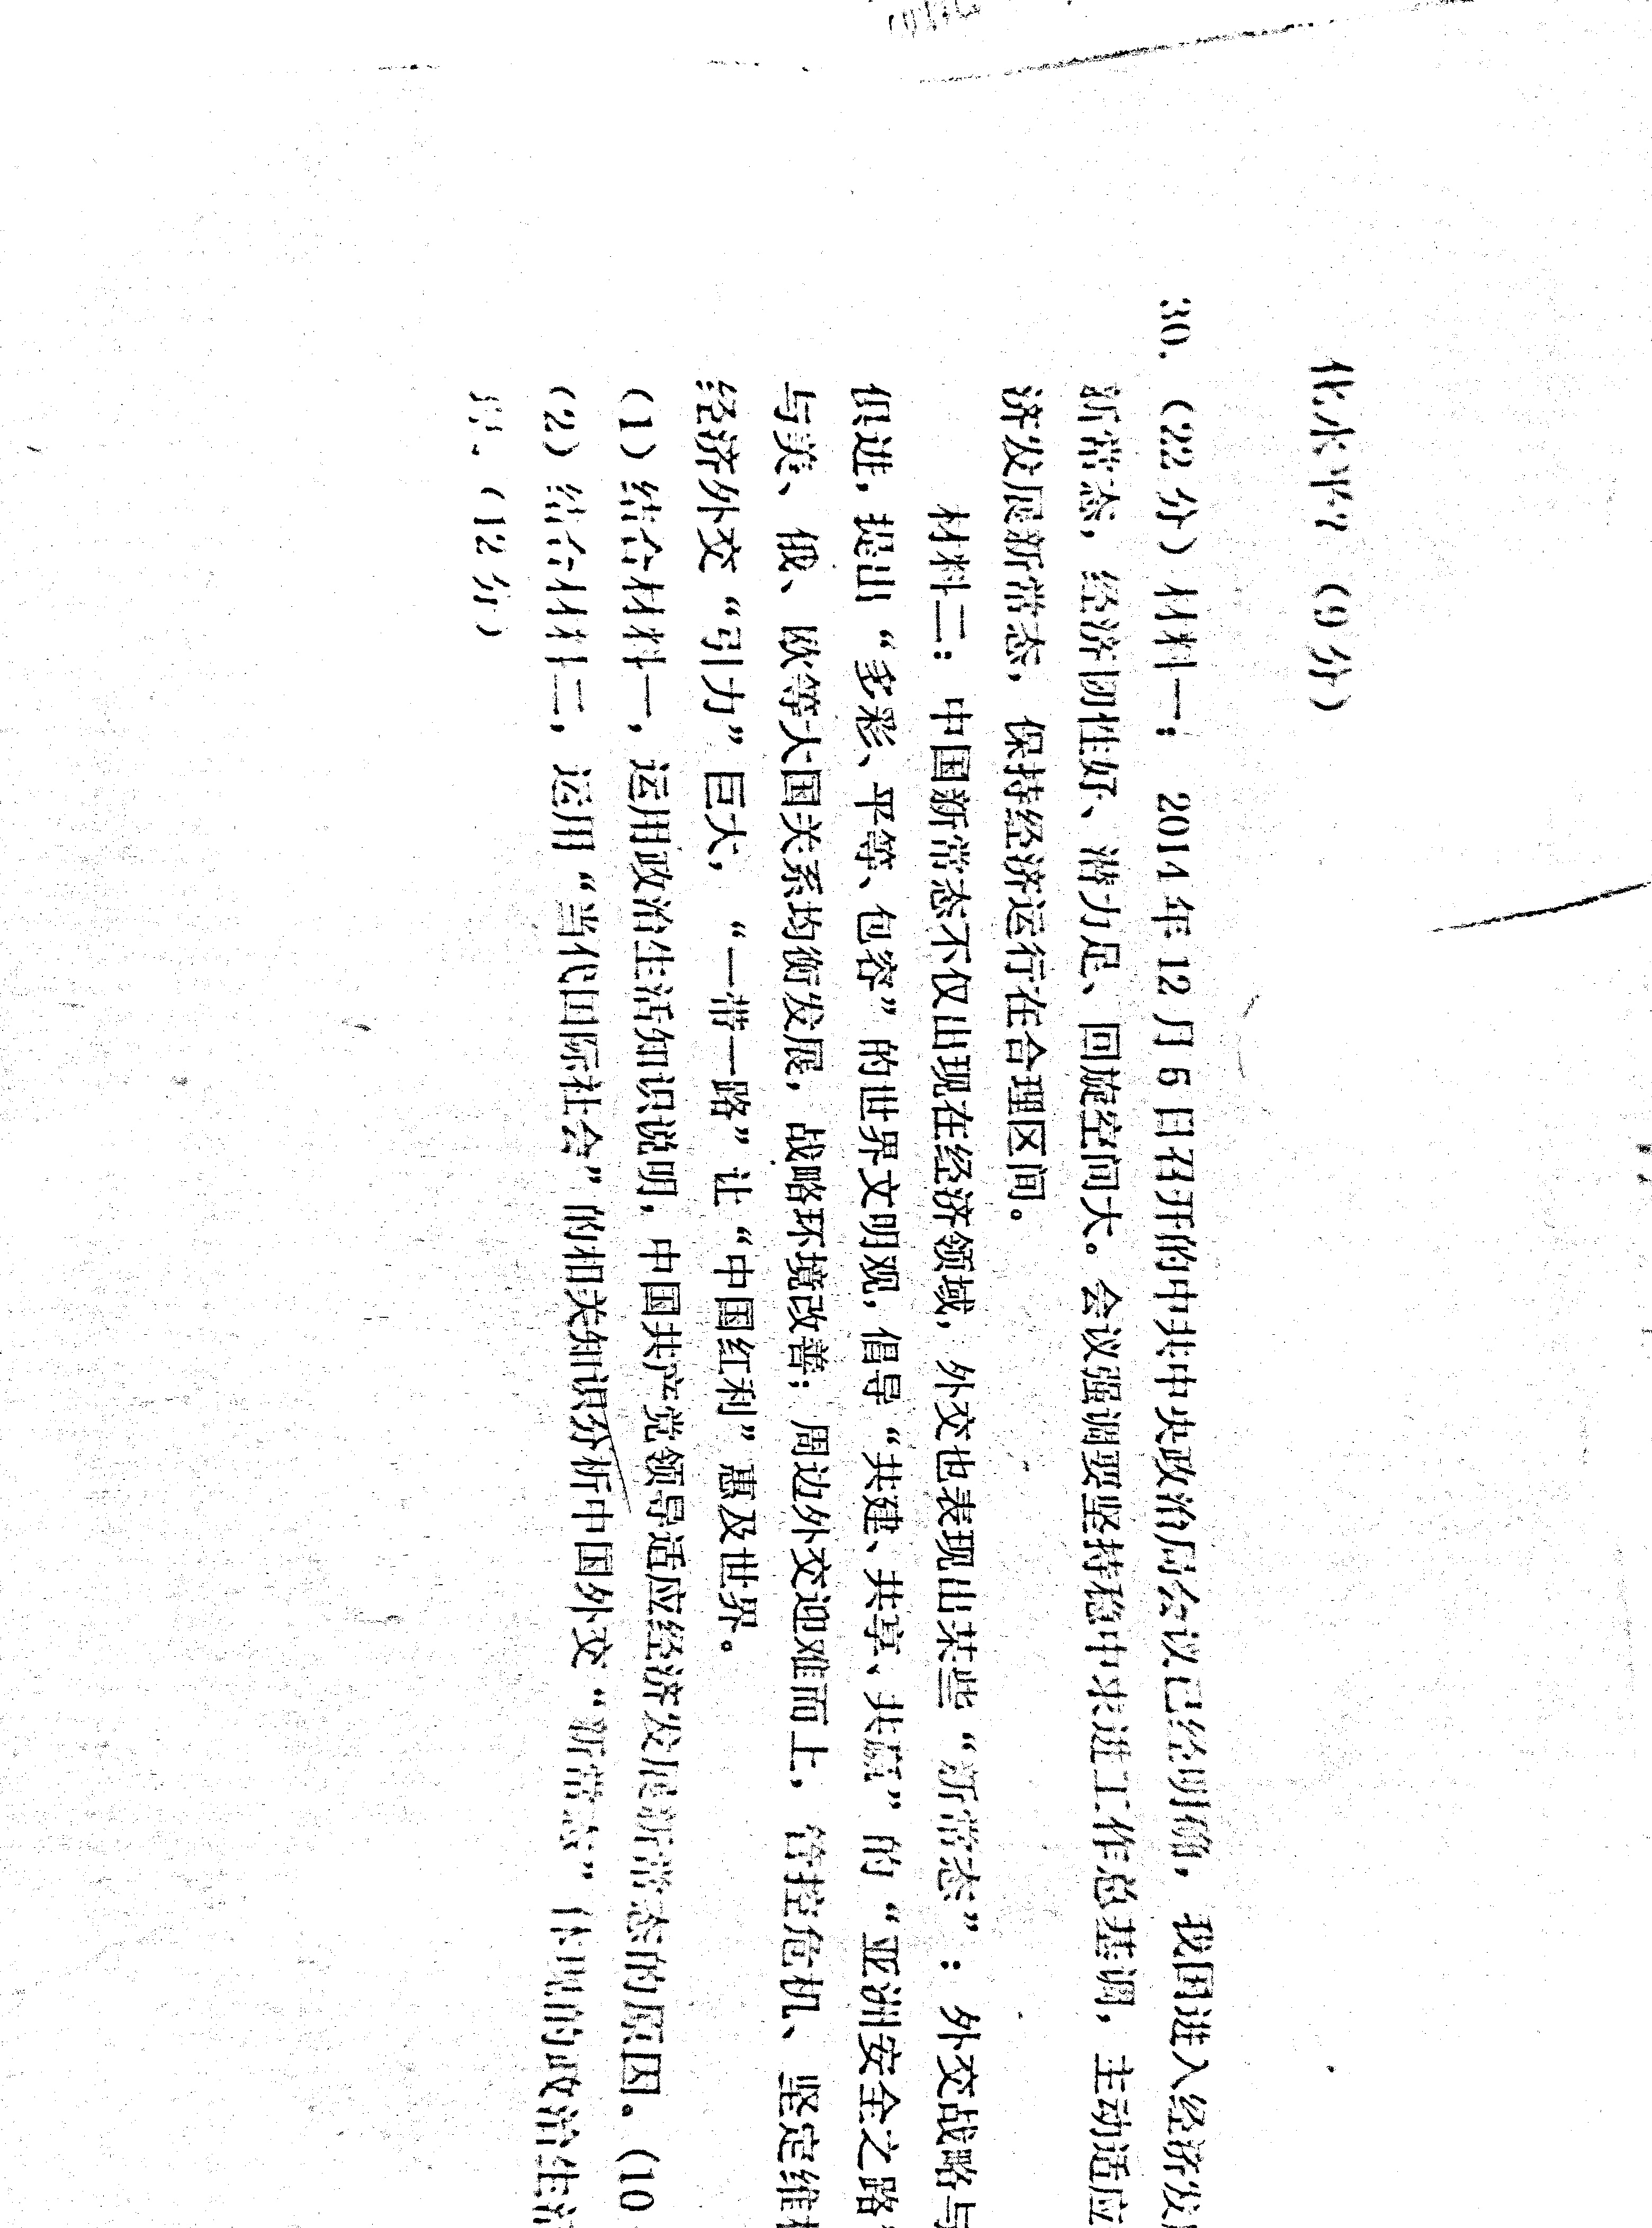 化水平？（9分）
30.（22分）材料一： 2014年12月5日召开的中共中央政治局会议已经明确，我国进入经济发
新常态，经济韧性好、潜力足、回旋空间大。会议强调要坚持稳中求进工作总基调，主动适应
济发展新常态，保持经济运行在合理区间。
材料二：中国新常态不仅出现在经济领域，外交也表现出某些“新常态”：外交战略与
俱进，提出“多彩、平等、包容”的世界文明观，倡导“共建、共享、共赢”的“亚洲安全之路”
与美、俄、欧等大国关系均衡发展，战略环境改善；周边外交迎难而上，管控危机、坚定维
经济外交“引力”巨大，“一带一路”让“中国红利”惠及世界。
（1）结合材料一，运用政治生活知识说明，中国共产党领导适应经济发展新常态的原因。（10
（2）结合材料二，运用“当代国际社会”的相关知识分析中国外交“新常态”体现的政治生
（12分）